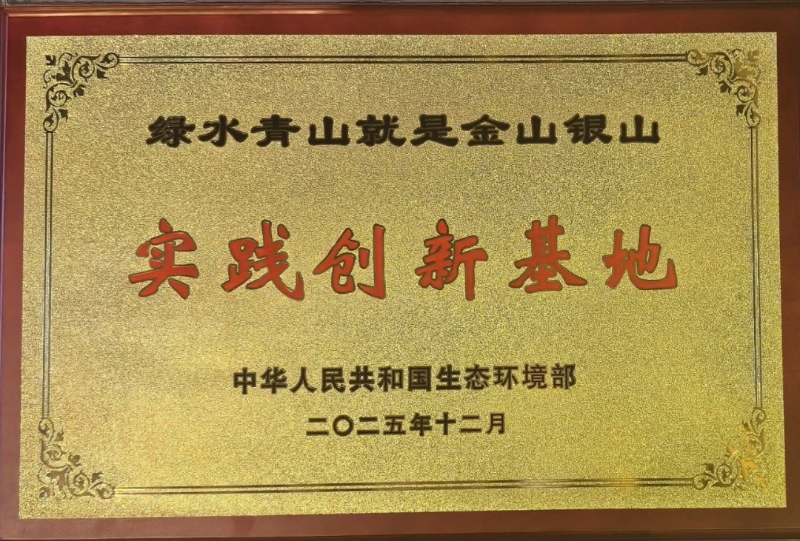 绿水青山就是金山银山
实践创新基地
中华人民共和国生态环境部
二〇二五年十二月